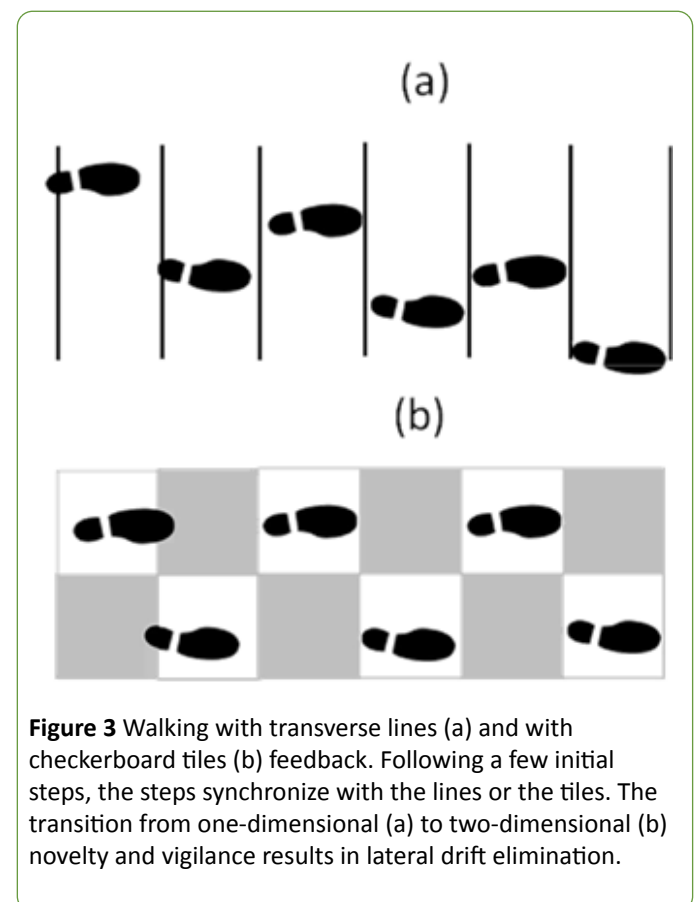 (a)
(b)
Figure 3 Walking with transverse lines (a) and with
checkerboard tiles (b) feedback. Following a few initial
steps, the steps synchronize with the lines or the tiles. The
transition from one-dimensional (a) to two-dimensional (b)
novelty and vigilance results in lateral drift elimination.